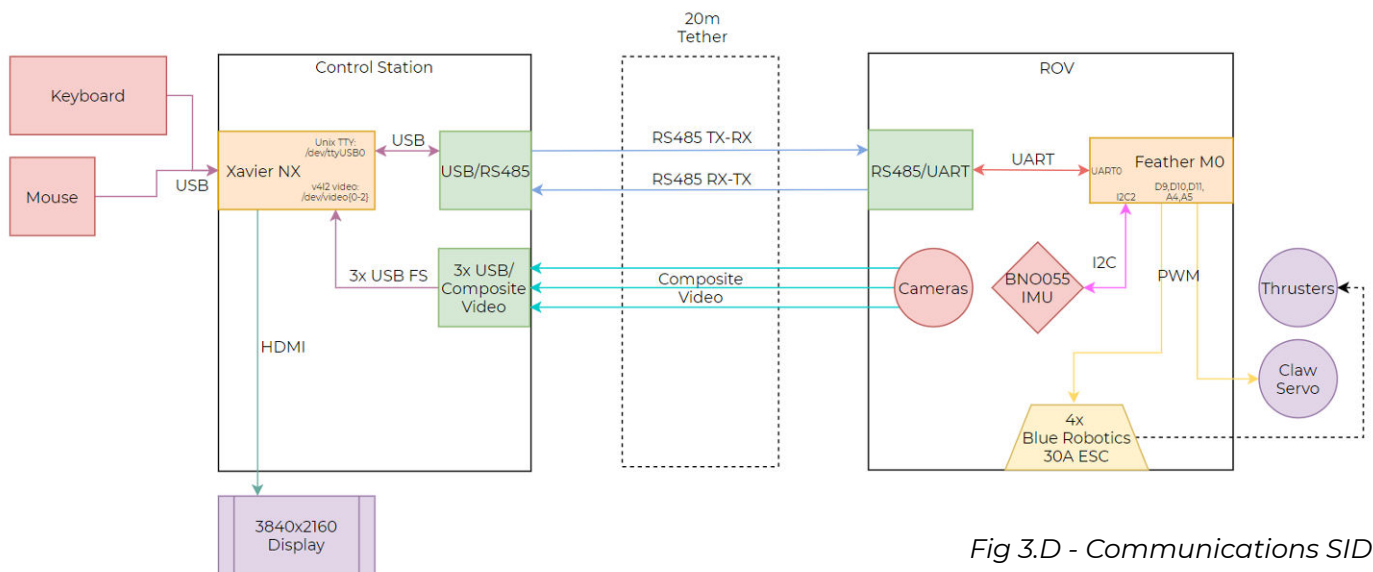 20m
Tether
Control Station
ROV
Keyboard
Mouse
USB
Xavier NX
Unix TTY:
/dev/ttyUSB0
v4l2 video:
/dev/video{0-2}
USB
USB/RS485
RS485 TX-RX
RS485 RX-TX
RS485/UART
UART
Feather M0
UART0
I2C2
D9,D10,D11,
A4,A5
3x USB FS
3x USB/
Composite
Video
Composite
Video
Cameras
BNO055
IMU
I2C
PWM
Thrusters
Claw
Servo
HDMI
4x
Blue Robotics
30A ESC
3840x2160
Display
Fig 3.D - Communications SID